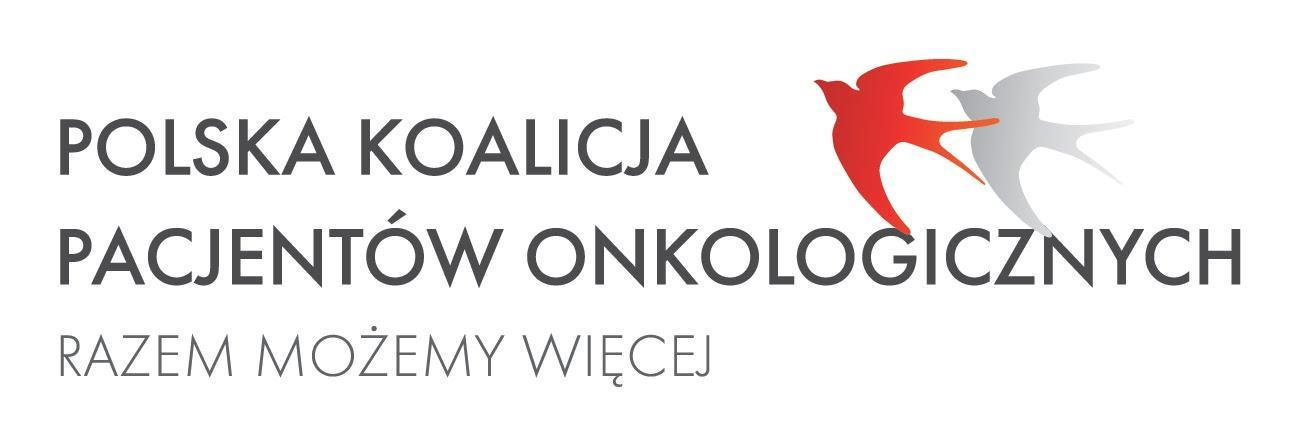 POLSKA KOALICJA
PACJENTÓW ONKOLOGICZNYCH
RAZEM MOŻEMY WIĘCEJ